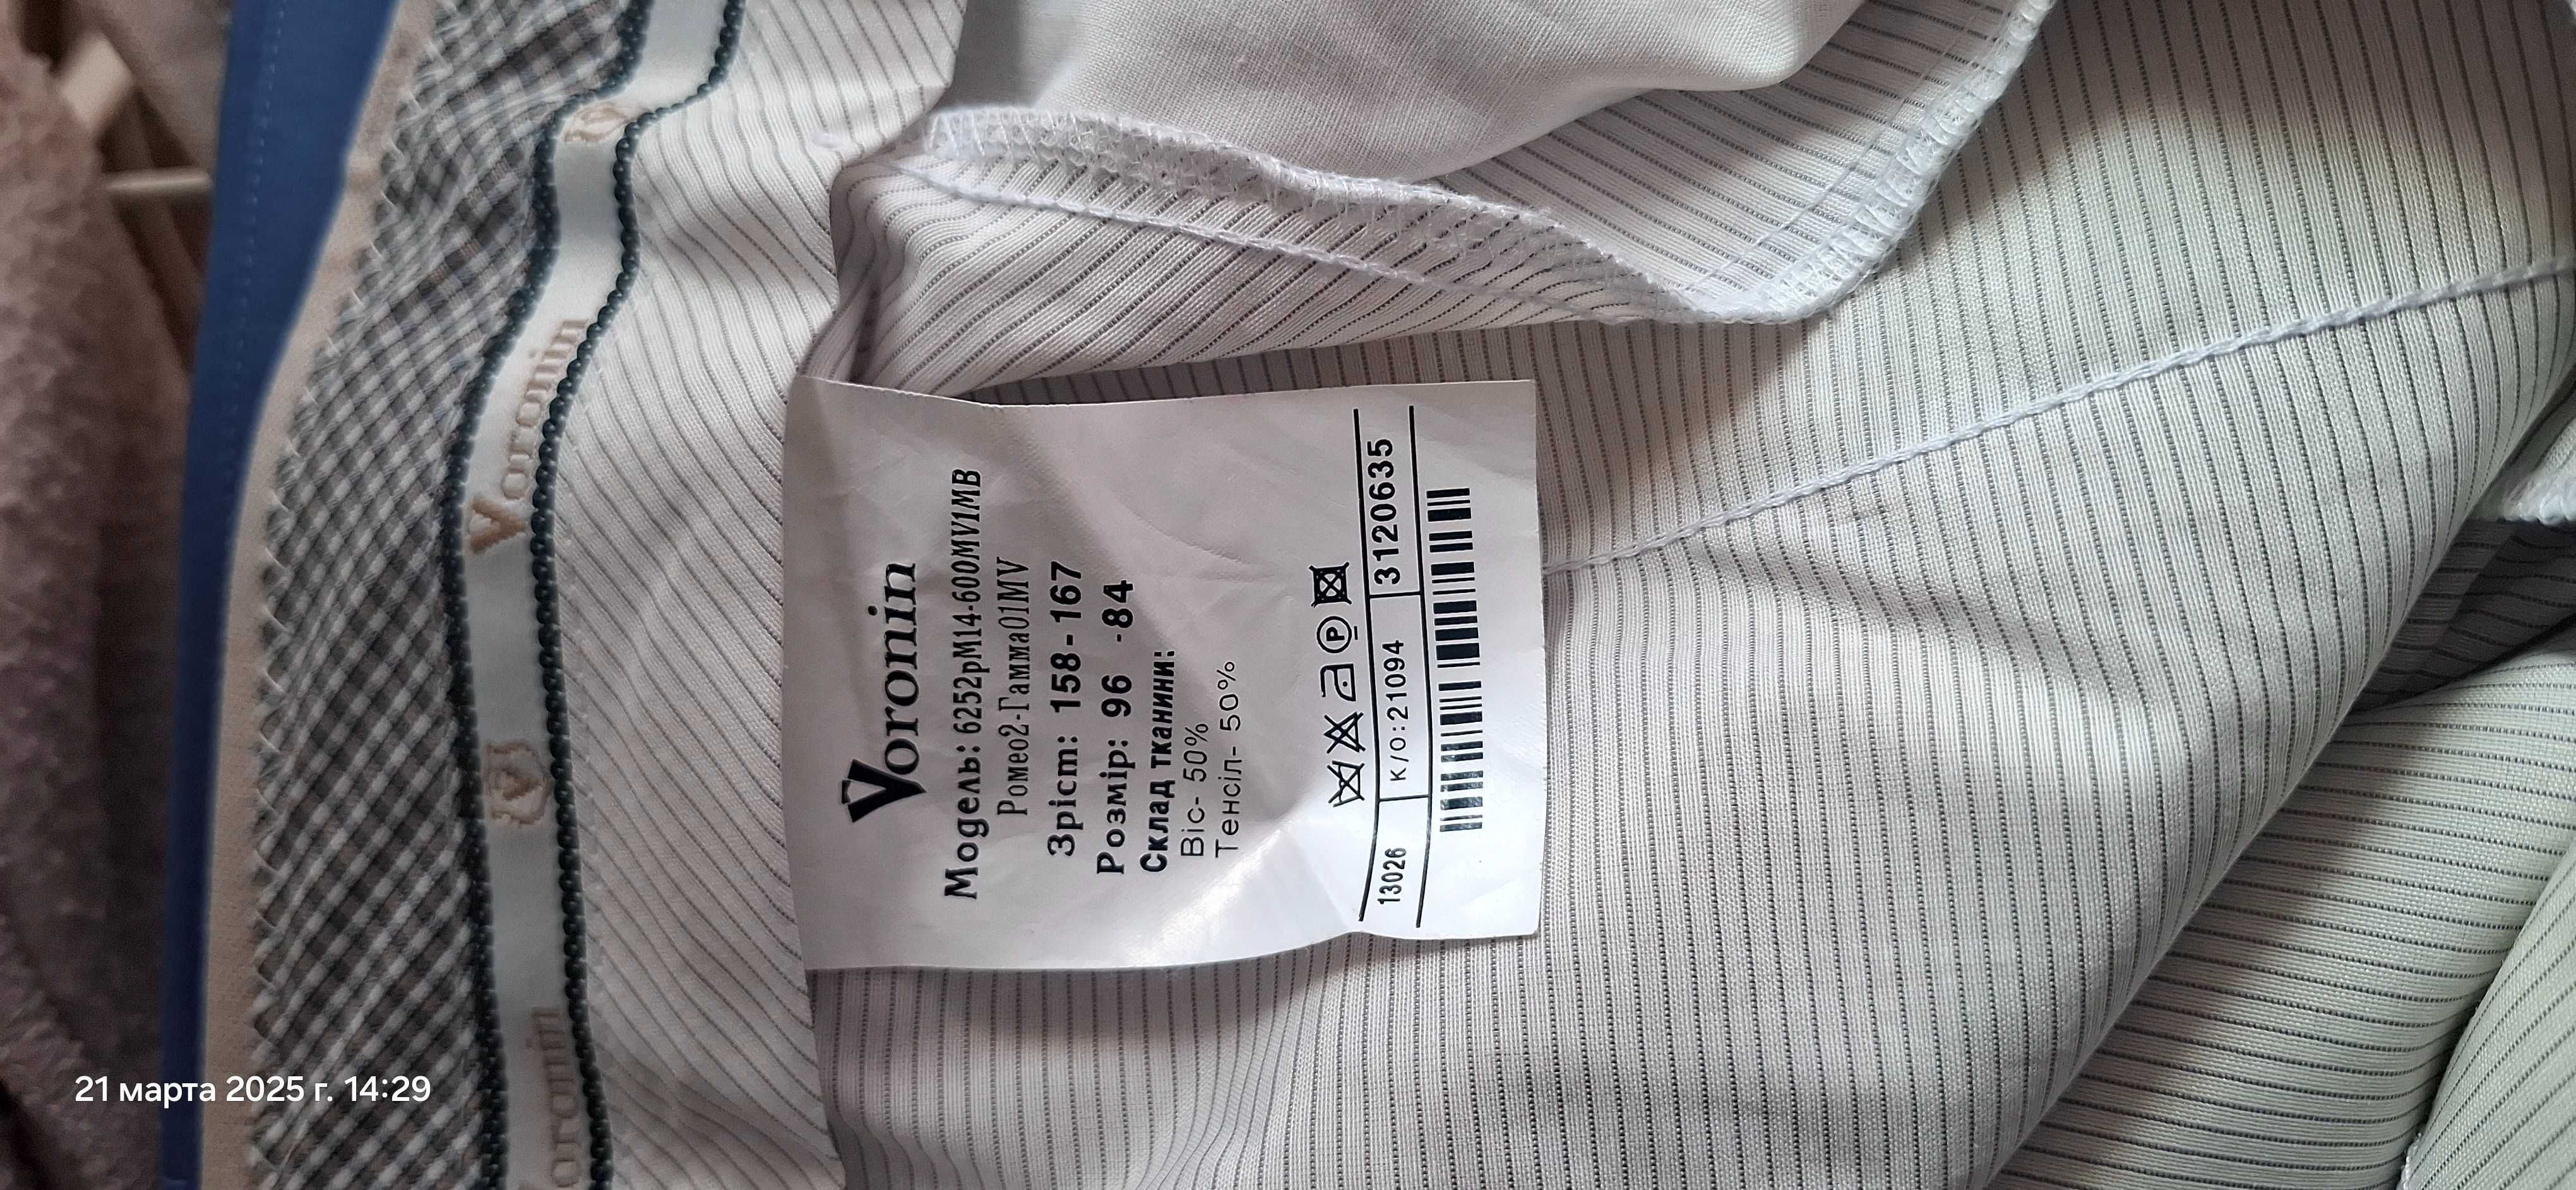 Voronin
Модель: 6252рМ14-600MV1MB
Ромео2-Гамма01MV
Зріст: 158-167
Розмір: 96 -84
Склад тканини:
Віс- 50%
Тенсіл- 50%
P
13026 К/О:21094 3120635
Voronin
V
Voronin
21 марта 2025 г. 14:29